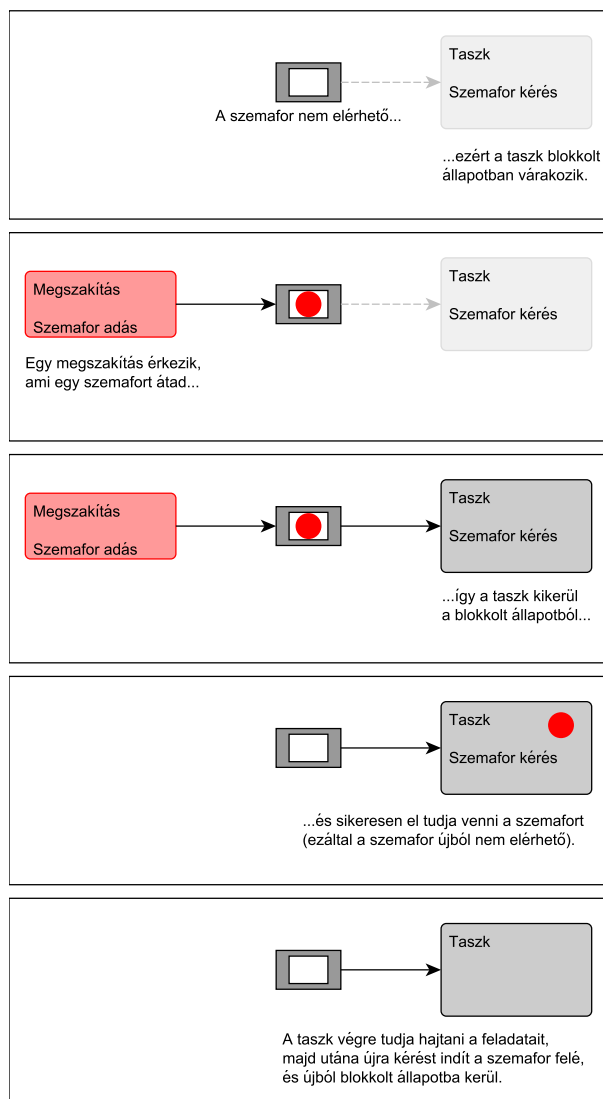 Taszk
Szemafor kérés
A szemafor nem elérhető...
...ezért a taszk blokkolt
állapotban várakozik.
Megszakítás
Szemafor adás
Taszk
Szemafor kérés
Egy megszakítás érkezik,
ami egy szemafort átad...
Megszakítás
Szemafor adás
Taszk
Szemafor kérés
...így a taszk kikerül
a blokkolt állapotból...
Taszk
Szemafor kérés
...és sikeresen el tudja venni a szemafort
(ezáltal a szemafor újból nem elérhető).
Taszk
A taszk végre tudja hajtani a feladatait,
majd utána újra kérést indít a szemafor felé,
és újból blokkolt állapotba kerül.